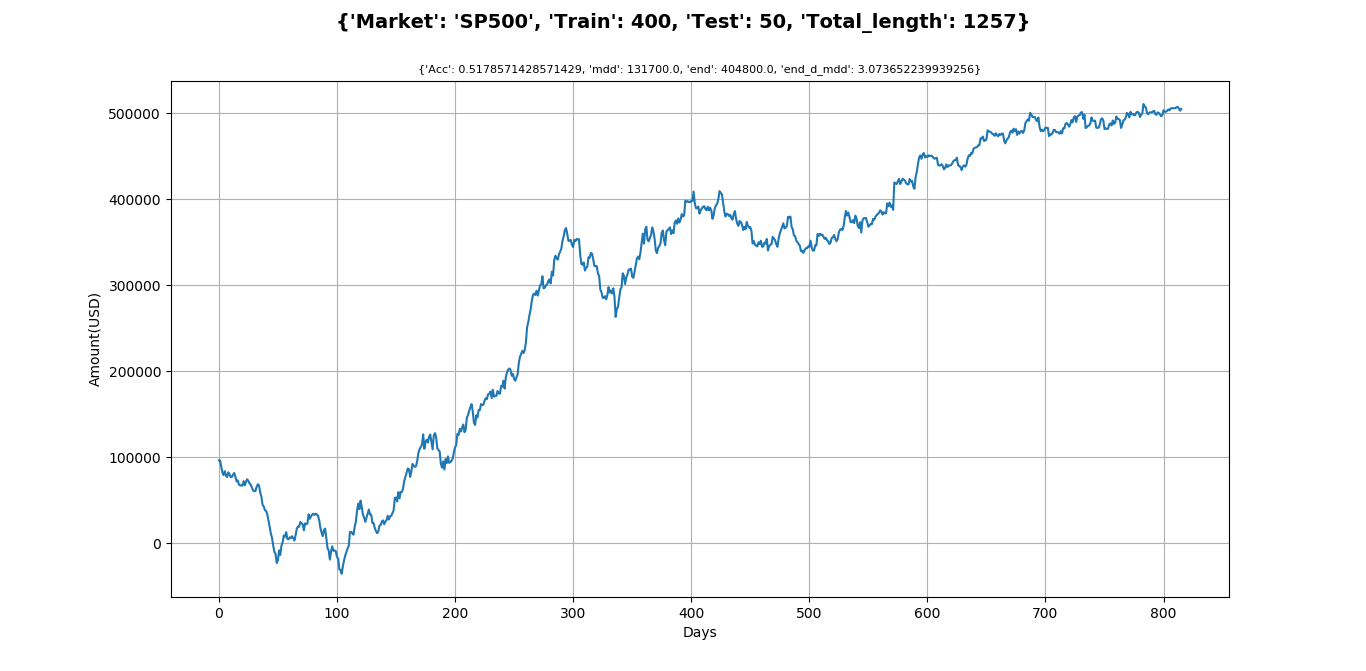 {'Market': 'SP500', 'Train': 400, 'Test': 50, 'Total_length': 1257}
{'Acc': 0.5178571428571429, 'mdd': 131700.0, 'end': 404800.0, 'end_d_mdd': 3.073652239939256}
500000
400000
300000
200000
100000
0
Amount(USD)
0 100 200 300 400 500 600 700 800
Days